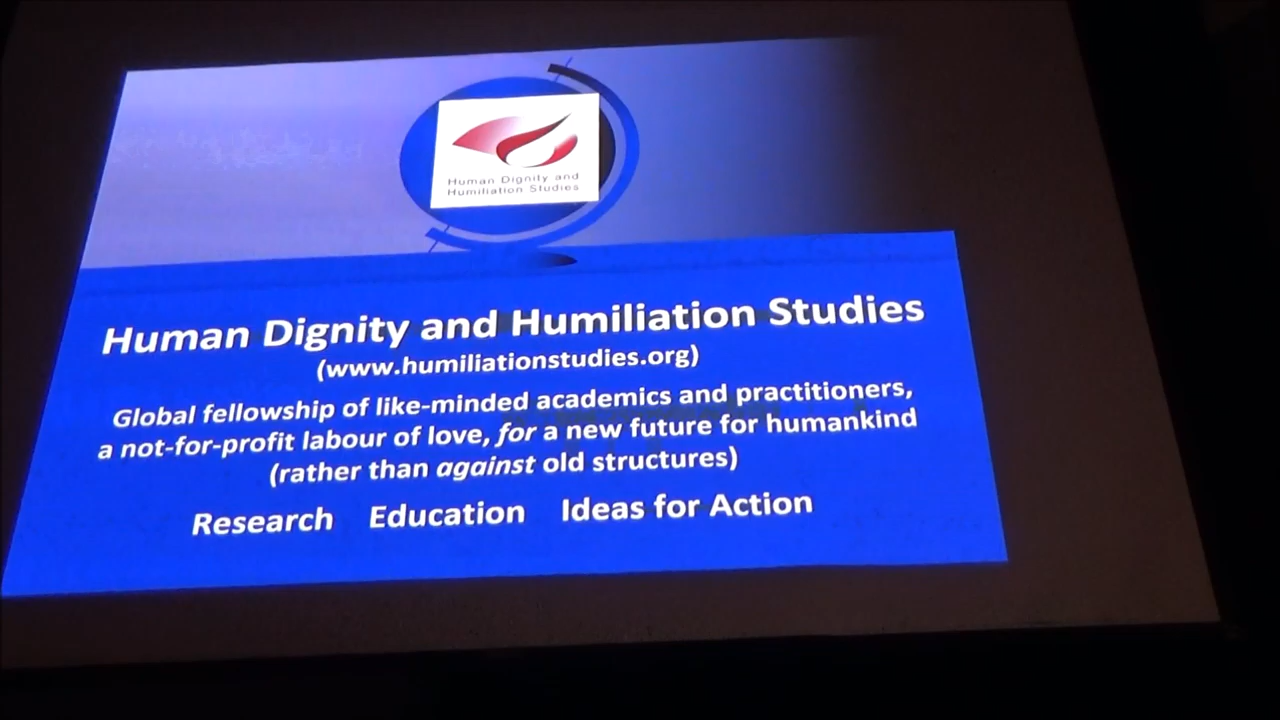 Human Dignity and
Humiliation Studies
Human Dignity and Humiliation Studies
(www.humiliationstudies.org)
Global fellowship of like-minded academics and practitioners,
a not-for-profit labour of love, for a new future for humankind
(rather than against old structures)
Research Education Ideas for Action